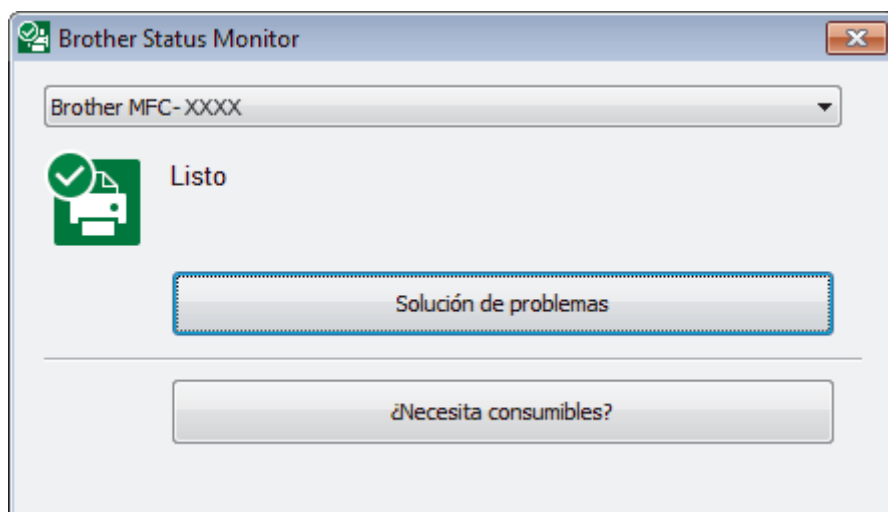 Brother Status Monitor
Brother MFC- XXXX
Listo
Solución de problemas
¿Necesita consumibles?